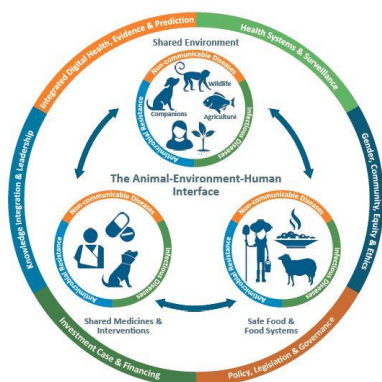 Integrated Digital Health, Evidence & Prediction
Health Systems & Surveillance
Gender, Community, Equity & Ethics
Policy, Legislation & Governance
Investment Case & Financing
Knowledge Integration & Leadership
Shared Environment
Non-communicable Diseases
Infectious Diseases
Antimicrobial Resistance
Wildlife
Companions
Agriculture
The Animal-Environment-Human
Interface
Non-communicable Diseases
Infectious Diseases
Antimicrobial Resistance
Shared Medicines &
Interventions
Non-communicable Diseases
Infectious Diseases
Antimicrobial Resistance
Safe Food &
Food Systems